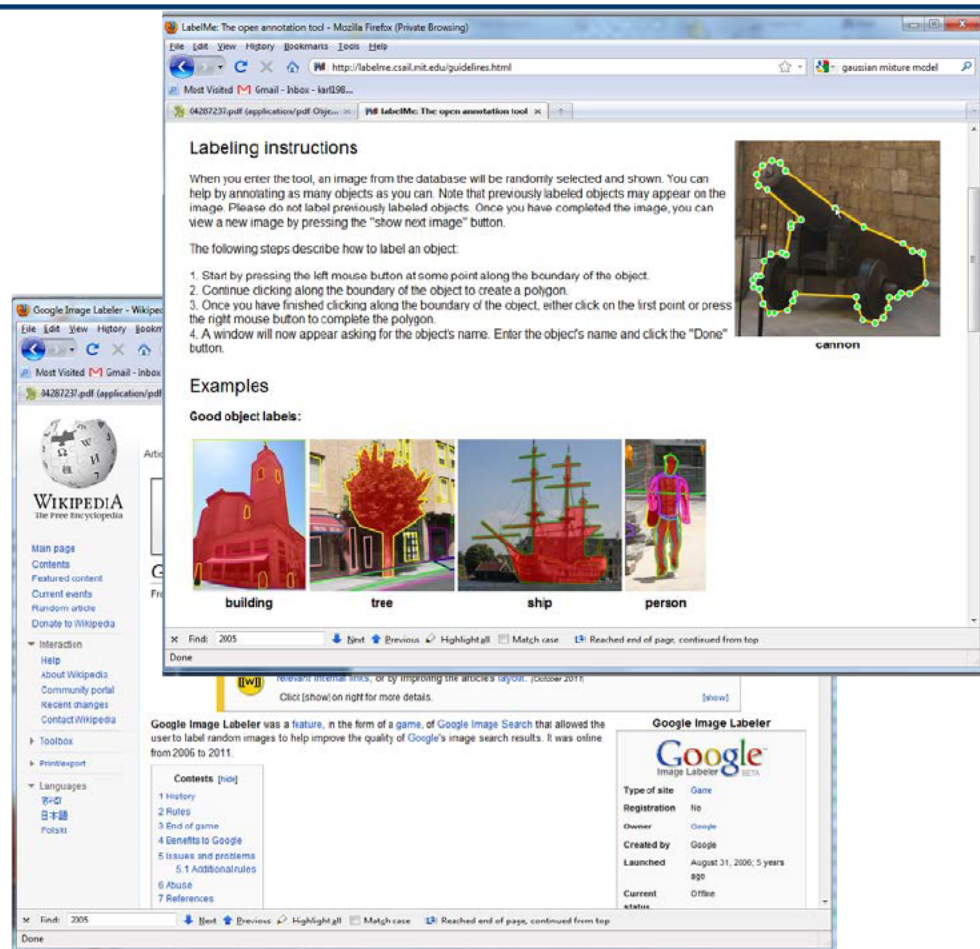 LabelMe: The open annotation tool - Mozilla Firefox (Private Browsing)
File Edit View History Bookmarks Tools Help
http://labelme.csail.mit.edu/guidelines.html
gaussian mixture model
Most Visited Gmail - Inbox - karl198...
04287237.pdf (application/pdf Obje... LabelMe: The open annotation tool
Labeling instructions
When you enter the tool, an image from the database will be randomly selected and shown. You can
help by annotating as many objects as you can. Note that previously labeled objects may appear on the
image. Please do not label previously labeled objects. Once you have completed the image, you can
view a new image by pressing the "show next image" button.
The following steps describe how to label an object:
1. Start by pressing the left mouse button at some point along the boundary of the object.
2. Continue clicking along the boundary of the object to create a polygon.
3. Once you have finished clicking along the boundary of the object, either click on the first point or press
the right mouse button to complete the polygon.
4. A window will now appear asking for the object's name. Enter the object's name and click the "Done"
button.
cannon
Examples
Good object labels:
building tree ship person
Find: 2005 Next Previous Highlight all Match case Reached end of page, continued from top
Done
Google Image Labeler - Wikiped
File Edit View History Bookm
Most Visited Gmail - Inbox
04287237.pdf (application/pdf
WIKIPEDIA
The Free Encyclopedia
Main page
Contents
Featured content
Current events
Random article
Donate to Wikipedia
Interaction
Help
About Wikipedia
Community portal
Recent changes
Contact Wikipedia
Toolbox
Print/export
Languages
हिन्दी
日本語
Polski
Artic
G
Fro
[[W]]
relevant internal links, or by improving the article's layout. (October 2011)
Click [show] on right for more details. [show]
Google Image Labeler was a feature, in the form of a game, of Google Image Search that allowed the
user to label random images to help improve the quality of Google's image search results. It was online
from 2006 to 2011.
Contents [hide]
1 History
2 Rules
3 End of game
4 Benefits to Google
5 Issues and problems
5.1 Additional rules
6 Abuse
7 References
Google Image Labeler
Google
Image Labeler BETA
Type of site Game
Registration No
Owner Google
Created by Google
Launched August 31, 2006; 5 years
ago
Current Offline
status
Find: 2005 Next Previous Highlight all Match case Reached end of page, continued from top
Done